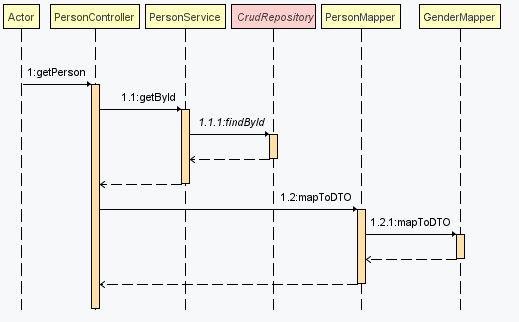 Actor PersonController PersonService CrudRepository PersonMapper GenderMapper
1:getPerson
1.1:getById
1.1.1:findById
1.2:mapToDTO
1.2.1:mapToDTO